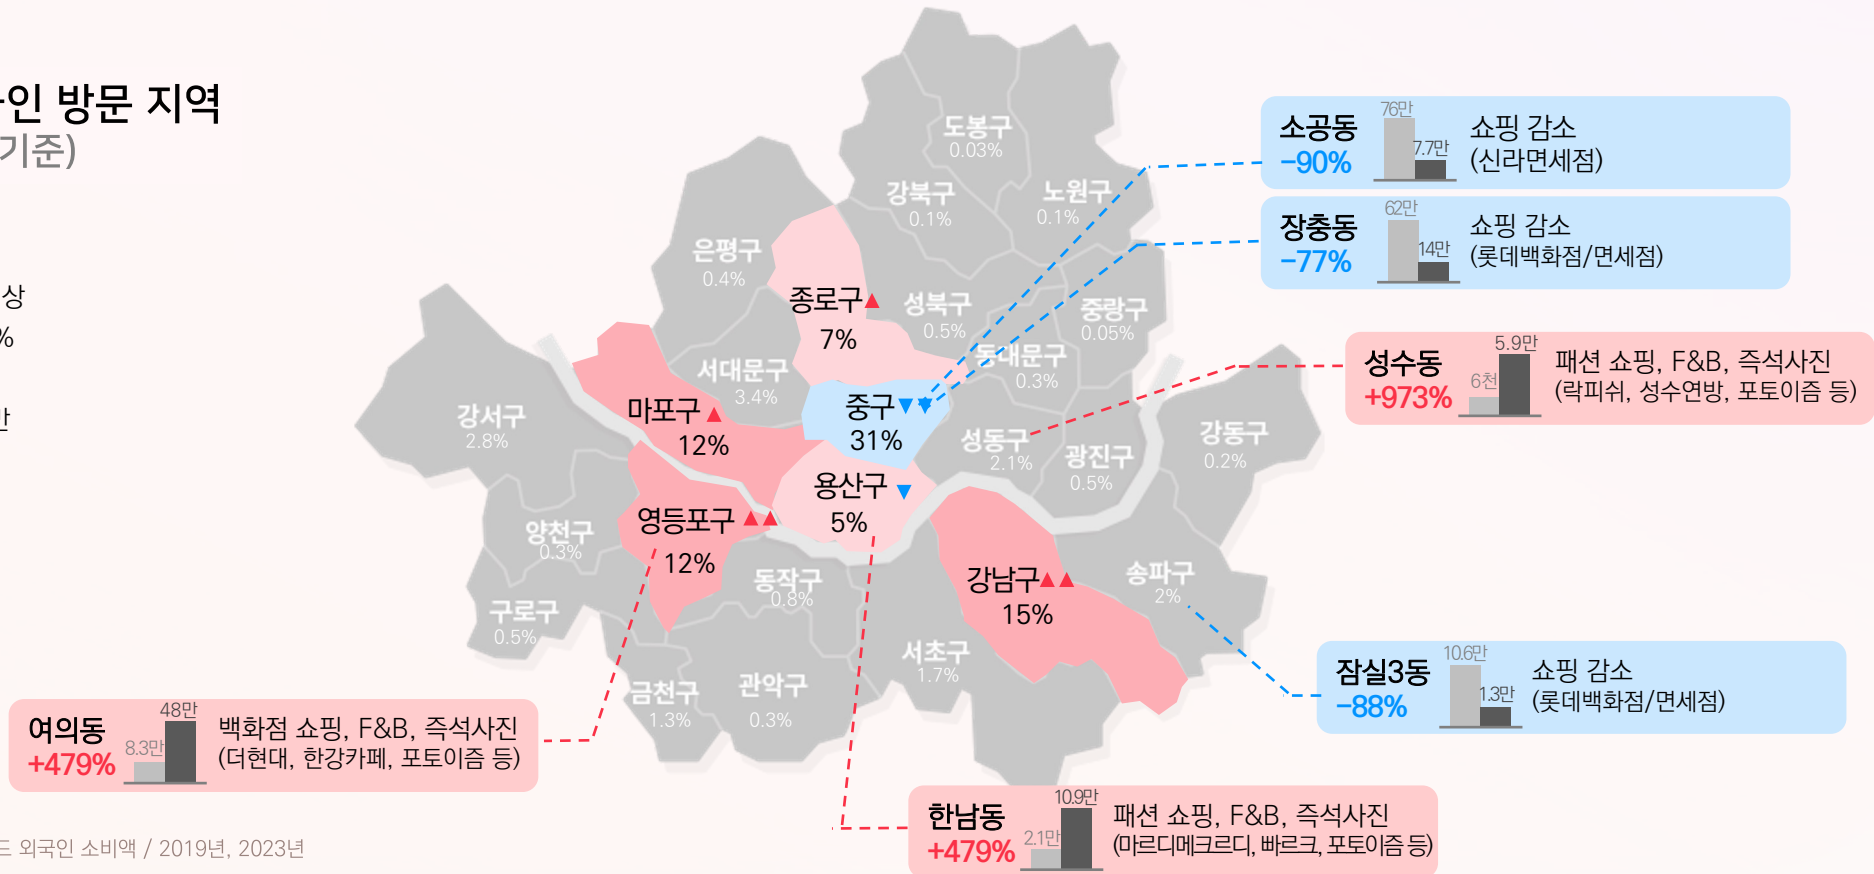 인 방문 지역
기준)
상
%
만
도봉구
0.03%
강북구
0.1%
노원구
0.1%
은평구
0.4%
종로구▲
7%
성북구
0.5%
중랑구
0.05%
동대문구
0.3%
서대문구
3.4%
강서구
2.8%
마포구 ▲
12%
중구▼▼
31%
성동구
2.1%
광진구
0.5%
강동구
0.2%
용산구 ▼
5%
영등포구 ▲▲
12%
양천구
0.3%
구로구
0.5%
동작구
0.8%
강남구▲▲
15%
송파구
2%
서초구
1.7%
금천구
1.3%
관악구
0.3%
소공동
-90%
76만
7.7만
쇼핑 감소
(신라면세점)
장충동
-77%
62만
14만
쇼핑 감소
(롯데백화점/면세점)
성수동
+973%
6천
5.9만
패션 쇼핑, F&B, 즉석사진
(락피쉬, 성수연방, 포토이즘 등)
잠실3동
-88%
10.6만
1.3만
쇼핑 감소
(롯데백화점/면세점)
여의동
+479%
8.3만
48만
백화점 쇼핑, F&B, 즉석사진
(더현대, 한강카페, 포토이즘 등)
한남동
+479%
2.1만
10.9만
패션 쇼핑, F&B, 즉석사진
(마르디메크르디, 빠르크, 포토이즘 등)
드 외국인 소비액 / 2019년, 2023년